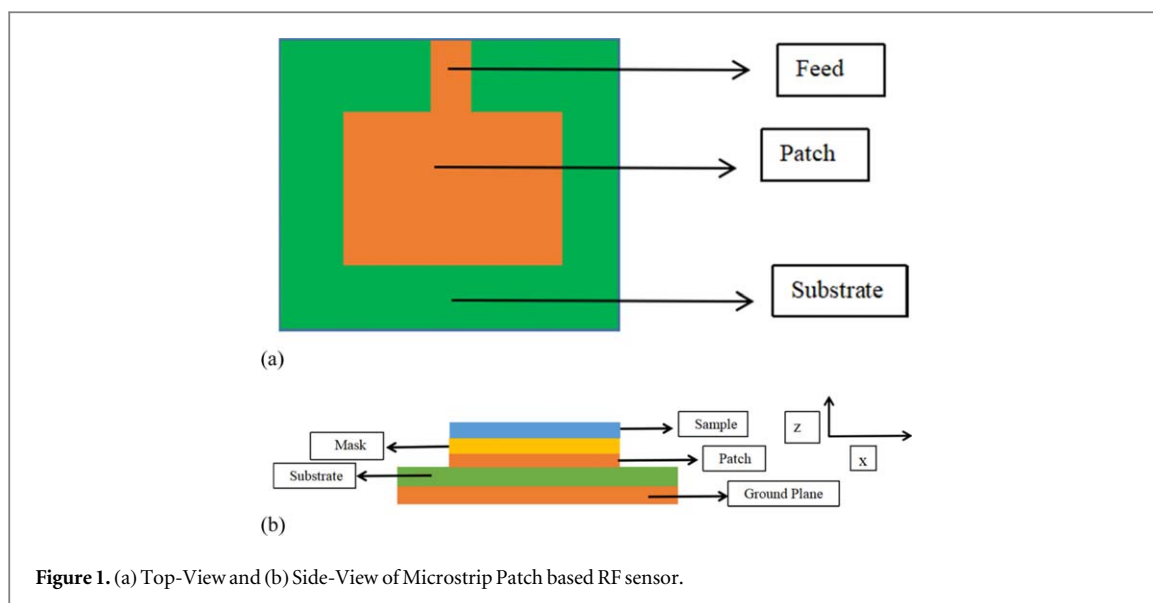 Feed
Patch
Substrate
(a)
Sample
Mask
z
Patch
x
Substrate
Ground Plane
(b)
Figure 1. (a) Top-View and (b) Side-View of Microstrip Patch based RF sensor.